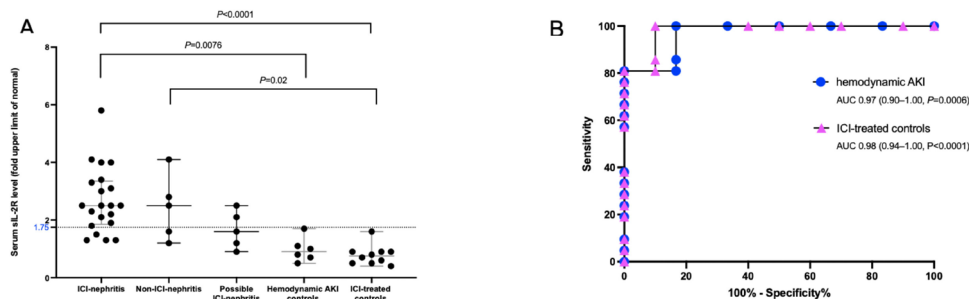 A
P<0.0001
P=0.0076
P=0.02
Serum sIL-2R level (fold upper limit of normal)
8
6
4
2
1.75
0
ICI-nephritis
Non-ICI-nephritis
Possible
ICI-nephritis
Hemodynamic AKI
controls
ICI-treated
controls
B
Sensitivity
100
80
60
40
20
0
hemodynamic AKI
AUC 0.97 (0.90–1.00, P=0.0006)
ICI-treated controls
AUC 0.98 (0.94–1.00, P<0.0001)
0
20
40
60
80
100
100% - Specificity%